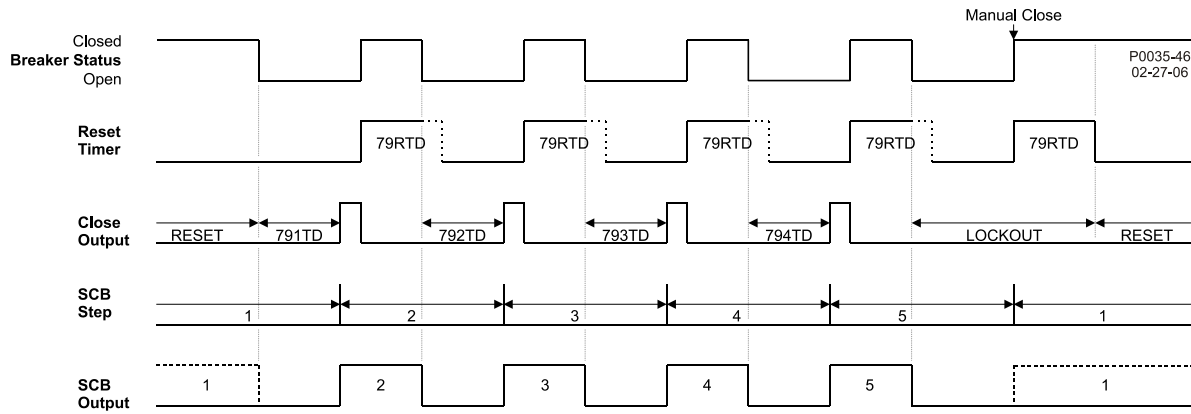 Manual Close
Closed
Breaker Status
Open
P0035-46
02-27-06
Reset
Timer
79RTD 79RTD 79RTD 79RTD 79RTD
Close
Output
RESET 791TD 792TD 793TD 794TD LOCKOUT RESET
SCB
Step
1 2 3 4 5 1
SCB
Output
1 2 3 4 5 1